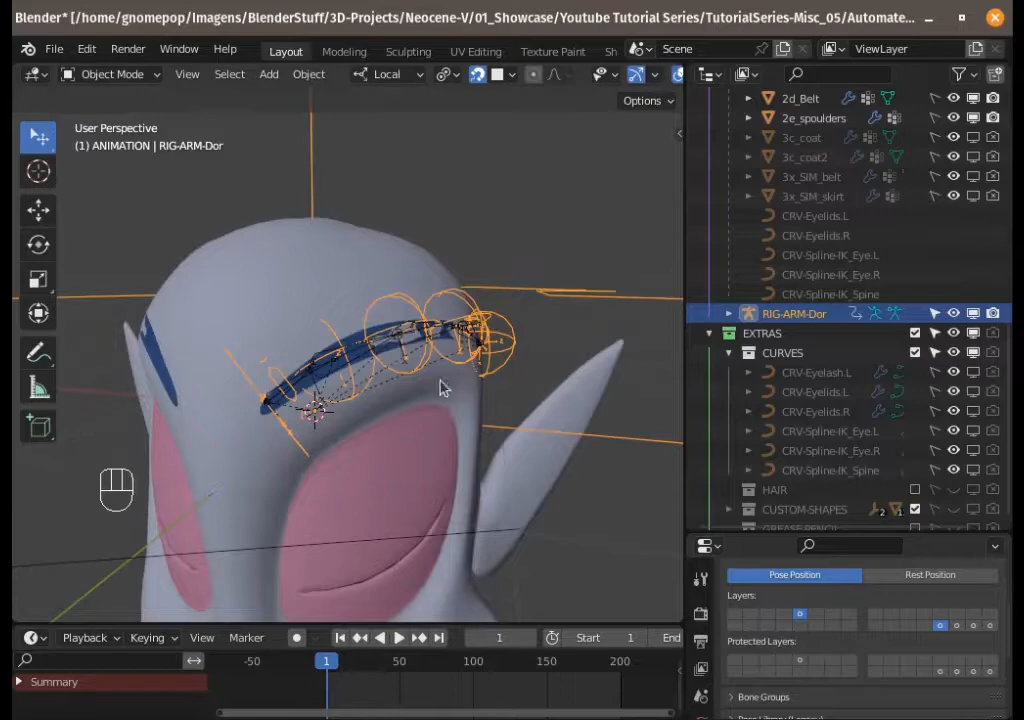 Blender* [/home/gnomepop/Imagens/BlenderStuff/3D-Projects/Neocene-V/01_Showcase/Youtube Tutorial Series/TutorialSeries-Misc_05/Automate...
File Edit Render Window Help Layout Modeling Sculpting UV Editing Texture Paint Sh Scene ViewLayer
Object Mode View Select Add Object Local
Options
User Perspective
(1) ANIMATION | RIG-ARM-Dor
2d_Belt
2e_spoulders
3c_coat
3c_coat2
3x_SIM_belt
3x_SIM_skirt
CRV-Eyelids.L
CRV-Eyelids.R
CRV-Spline-IK_Eye.L
CRV-Spline-IK_Eye.R
CRV-Spline-IK_Spine
RIG-ARM-Dor
EXTRAS
CURVES
CRV-Eyelash.L
CRV-Eyelids.L
CRV-Eyelids.R
CRV-Spline-IK_Eye.L
CRV-Spline-IK_Eye.R
CRV-Spline-IK_Spine
HAIR
CUSTOM-SHAPES 2 1
GREASE-PENCIL
Pose Position Rest Position
Layers:
Protected Layers:
Bone Groups
Playback Keying View Marker 1 Start 1 End
-50 1 50 100 150 200
Summary